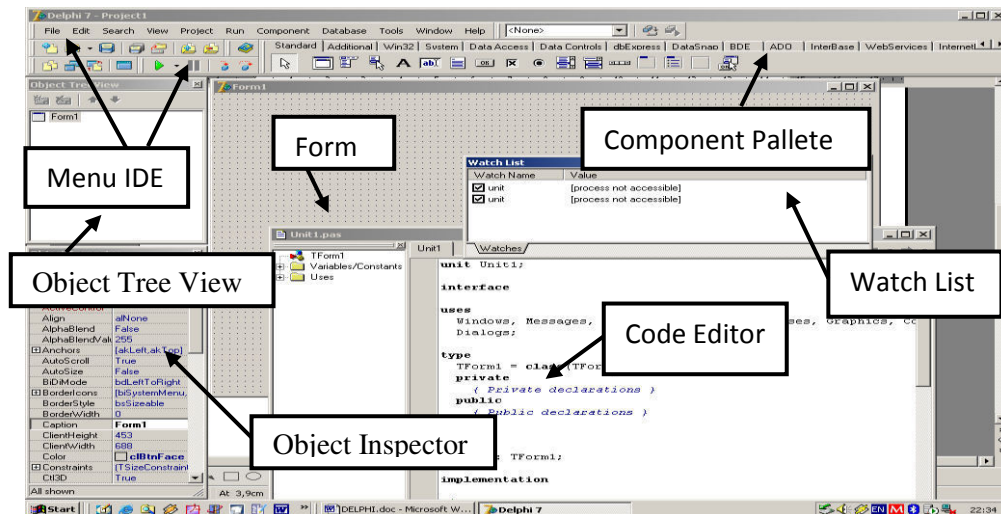 Delphi 7 - Project1
File Edit Search View Project Run Component Database Tools Window Help <None>
Standard Additional Win32 System Data Access Data Controls dbExpress DataSnap BDE ADO InterBase WebServices
Object Tree View
Form1
Form1
Menu IDE
Form
Component Pallete
Watch List
Watch Name Value
unit [process not accessible]
unit [process not accessible]
Watches
Object Tree View
Watch List
Code Editor
Object Inspector
Unit1.pas
TForm1
Variables/Constants
Uses
Unit1
unit Unit1;
interface
uses
Windows, Messages, Graphics,
Dialogs;
type
TForm1 =
private
{ Private declarations }
public
{ Public declarations }
TForm1;
implementation
Align alNone
AlphaBlend False
255
Anchors [akLeft,akTop]
AutoScroll True
AutoSize False
BiDiMode bdLeftToRight
BorderIcons [biSystemMenu,
BorderStyle bsSizeable
BorderWidth 0
Caption Form1
ClientHeight 453
ClientWidth 688
Color clBtnFace
Constraints (TSizeConstraint
Ctl3D True
All shown
At 3,9cm
Start DELPHI.doc - Microsoft W... Delphi 7 EN 22:34